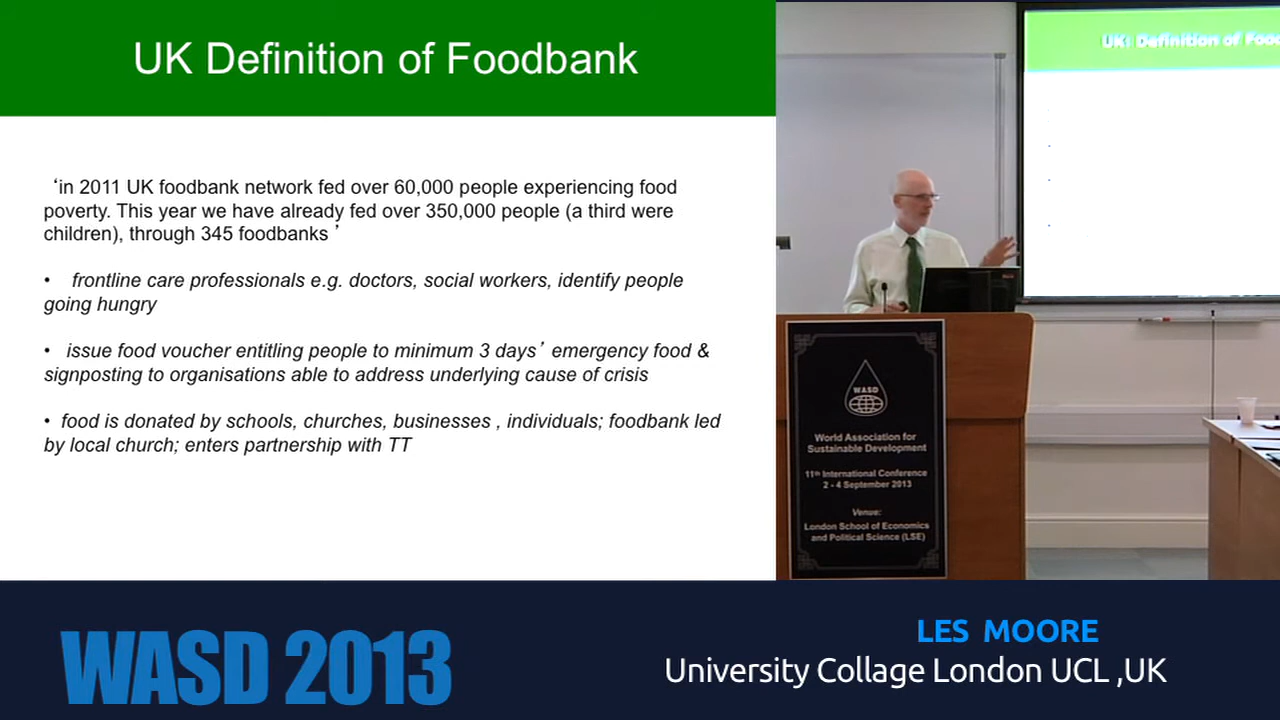 UK Definition of Foodbank
‘in 2011 UK foodbank network fed over 60,000 people experiencing food
poverty. This year we have already fed over 350,000 people (a third were
children), through 345 foodbanks ’
• frontline care professionals e.g. doctors, social workers, identify people
going hungry
• issue food voucher entitling people to minimum 3 days’ emergency food &
signposting to organisations able to address underlying cause of crisis
• food is donated by schools, churches, businesses , individuals; foodbank led
by local church; enters partnership with TT
UK: Definition of Foo
WASD
World Association for
Sustainable Development
11th International Conference
2 - 4 September 2013
Venue:
London School of Economics
and Political Science (LSE)
WASD 2013
LES MOORE
University Collage London UCL ,UK